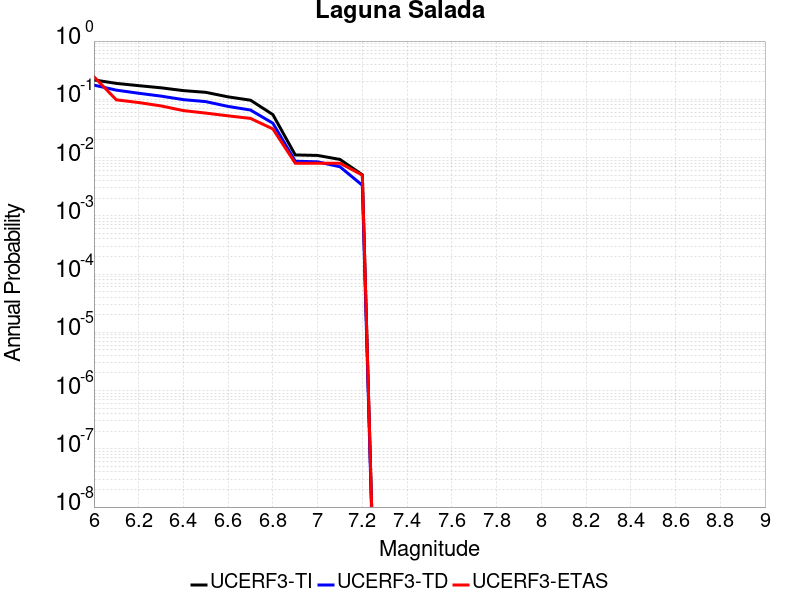 Laguna Salada
Annual Probability
10^0
10^-1
10^-2
10^-3
10^-4
10^-5
10^-6
10^-7
10^-8
6 6.2 6.4 6.6 6.8 7 7.2 7.4 7.6 7.8 8 8.2 8.4 8.6 8.8 9
Magnitude
UCERF3-TI UCERF3-TD UCERF3-ETAS